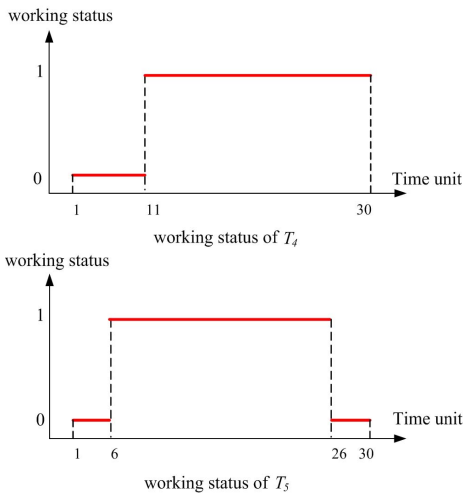 working status
1
0
Time unit
1 11 30
working status of T4
working status
1
0
Time unit
1 6 26 30
working status of T5